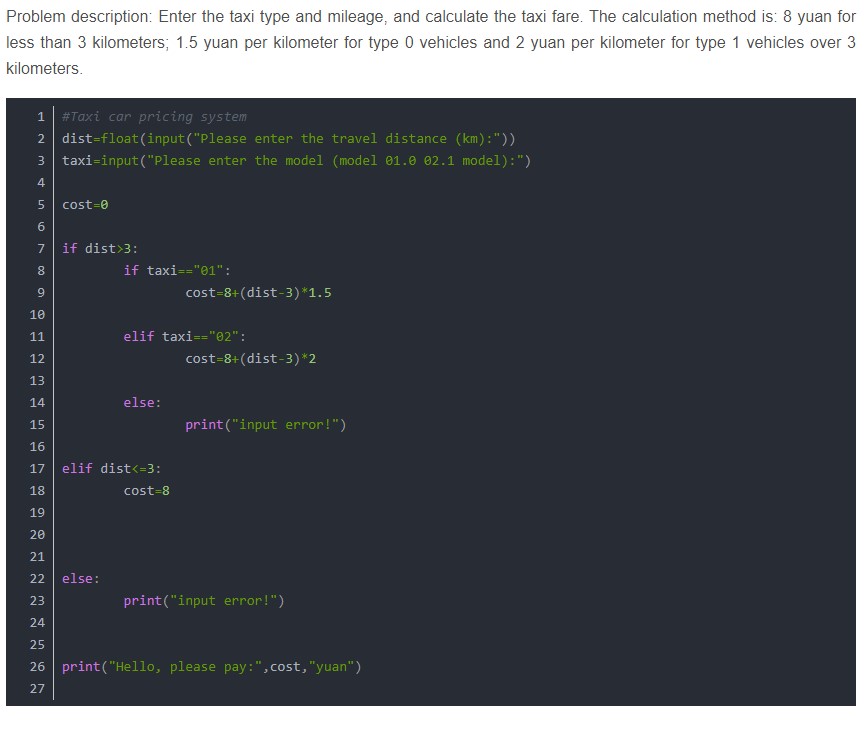 Problem description: Enter the taxi type and mileage, and calculate the taxi fare. The calculation method is: 8 yuan for
less than 3 kilometers; 1.5 yuan per kilometer for type 0 vehicles and 2 yuan per kilometer for type 1 vehicles over 3
kilometers.
1 #Taxi car pricing system
2 dist=float(input("Please enter the travel distance (km):"))
3 taxi=input("Please enter the model (model 01.0 02.1 model):")
4
5 cost=0
6
7 if dist>3:
8 if taxi=="01":
9 cost=8+(dist-3)*1.5
10
11 elif taxi=="02":
12 cost=8+(dist-3)*2
13
14 else:
15 print("input error!")
16
17 elif dist<=3:
18 cost=8
19
20
21
22 else:
23 print("input error!")
24
25
26 print("Hello, please pay:",cost,"yuan")
27